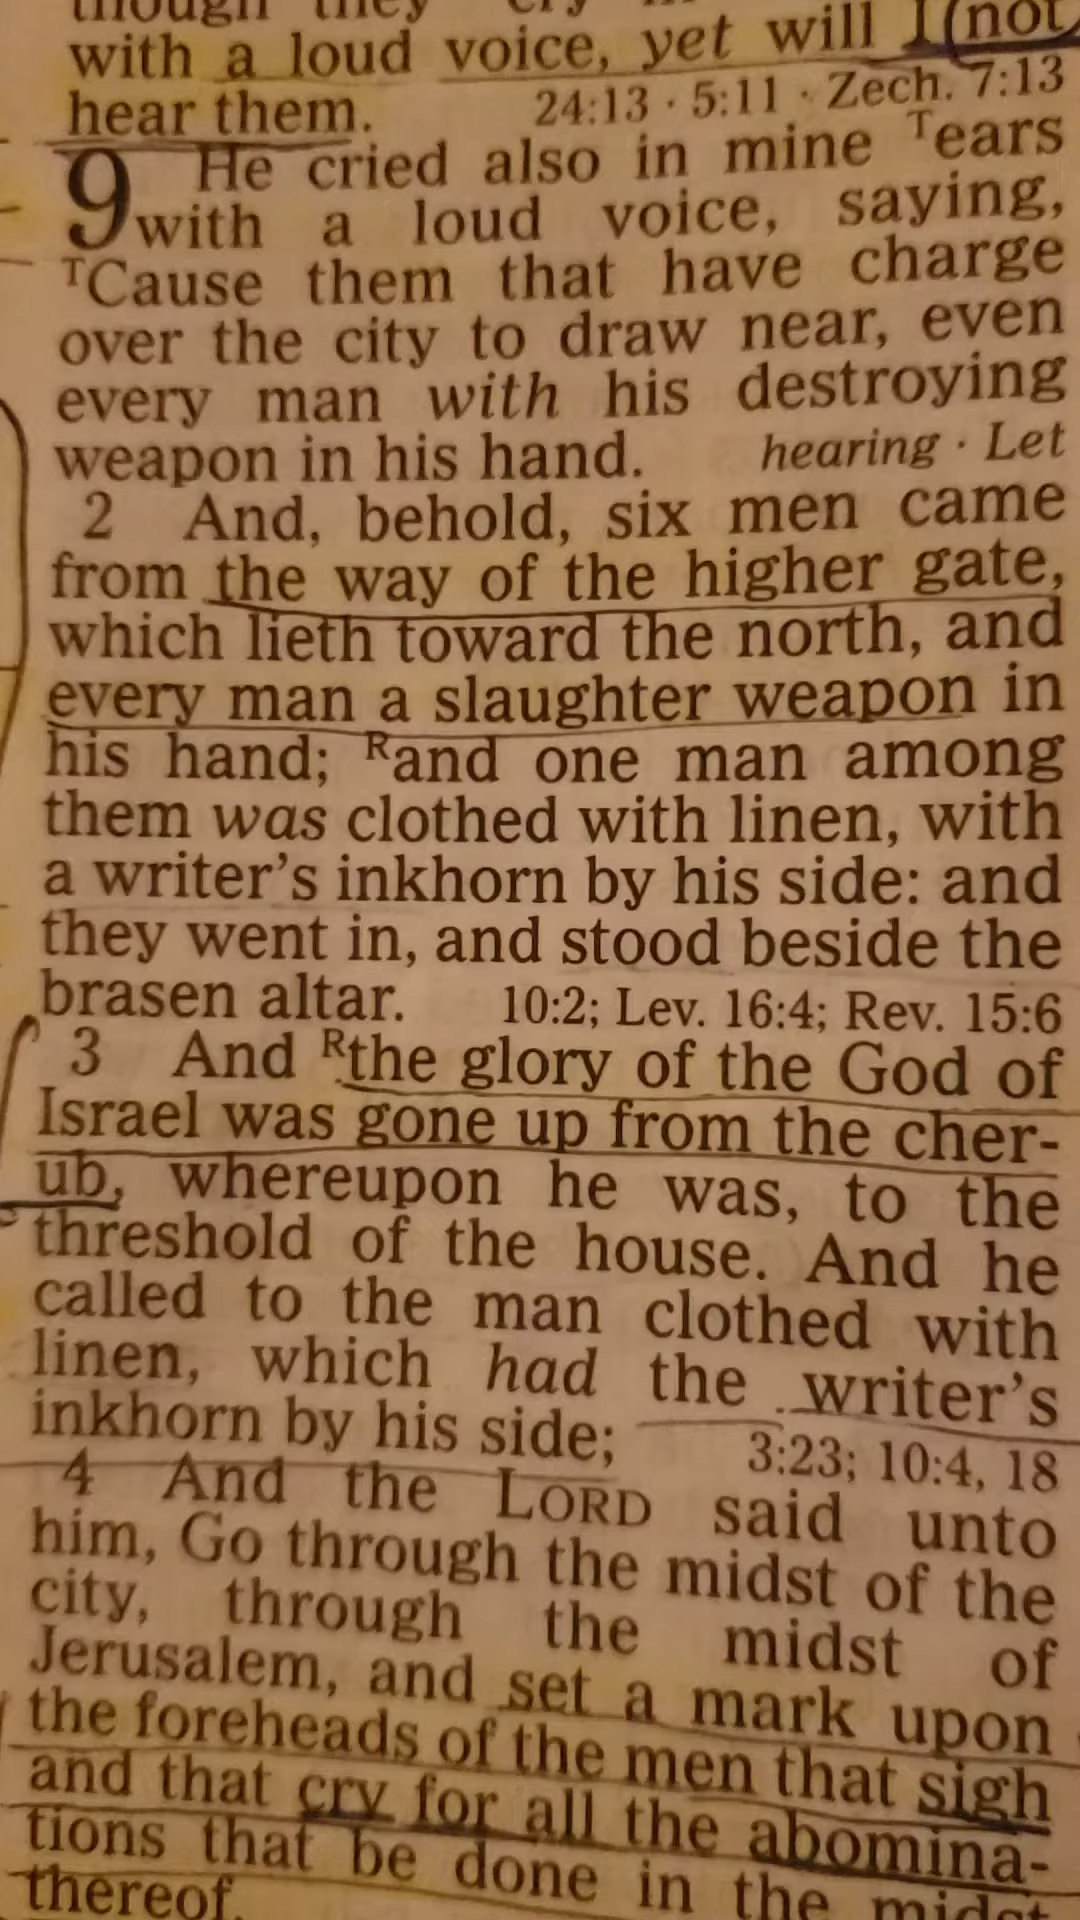 though they cry in
with a loud voice, yet will I not
hear them. 24:13 · 5:11 · Zech. 7:13
9 He cried also in mine Tears
with a loud voice, saying,
TCause them that have charge
over the city to draw near, even
every man with his destroying
weapon in his hand. hearing · Let
2 And, behold, six men came
from the way of the higher gate,
which lieth toward the north, and
every man a slaughter weapon in
his hand; Rand one man among
them was clothed with linen, with
a writer's inkhorn by his side: and
they went in, and stood beside the
brasen altar. 10:2; Lev. 16:4; Rev. 15:6
3 And Rthe glory of the God of
Israel was gone up from the cher-
ub, whereupon he was, to the
threshold of the house. And he
called to the man clothed with
linen, which had the writer's
inkhorn by his side; 3:23; 10:4, 18
4 And the LORD said unto
him, Go through the midst of the
city, through the midst of
Jerusalem, and set a mark upon
the foreheads of the men that sigh
and that cry for all the abomina-
tions that be done in the midst
thereof.